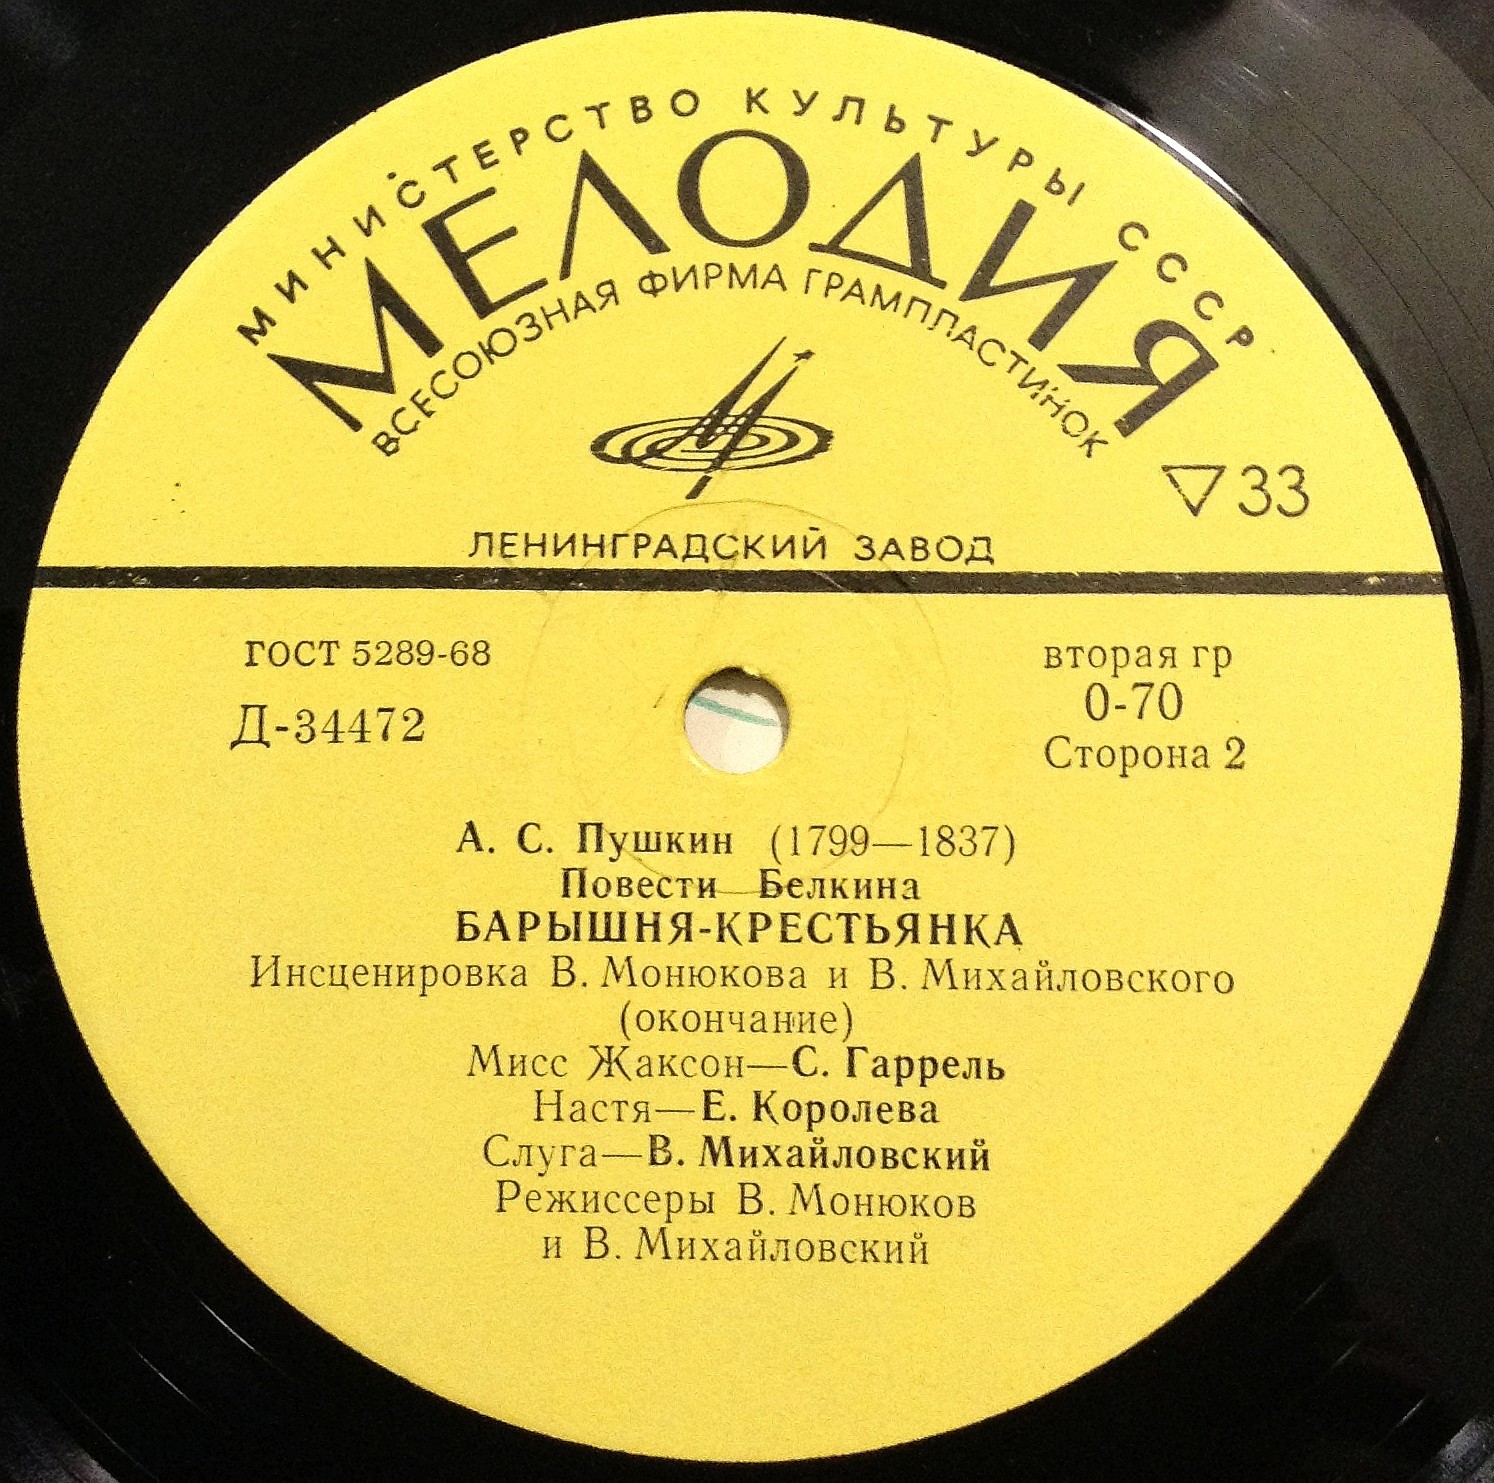 МИНИСТЕРСТВО КУЛЬТУРЫ СССР
МЕЛОДИЯ
ВСЕСОЮЗНАЯ ФИРМА ГРАМПЛАСТИНОК
33
ЛЕНИНГРАДСКИЙ ЗАВОД
ГОСТ 5289-68
Д-34472
вторая гр
0-70
Сторона 2
А. С. Пушкин (1799—1837)
Повести Белкина
БАРЫШНЯ-КРЕСТЬЯНКА
Инсценировка В. Монюкова и В. Михайловского
(окончание)
Мисс Жаксон—С. Гаррель
Настя—Е. Королева
Слуга—В. Михайловский
Режиссеры В. Монюков
и В. Михайловский